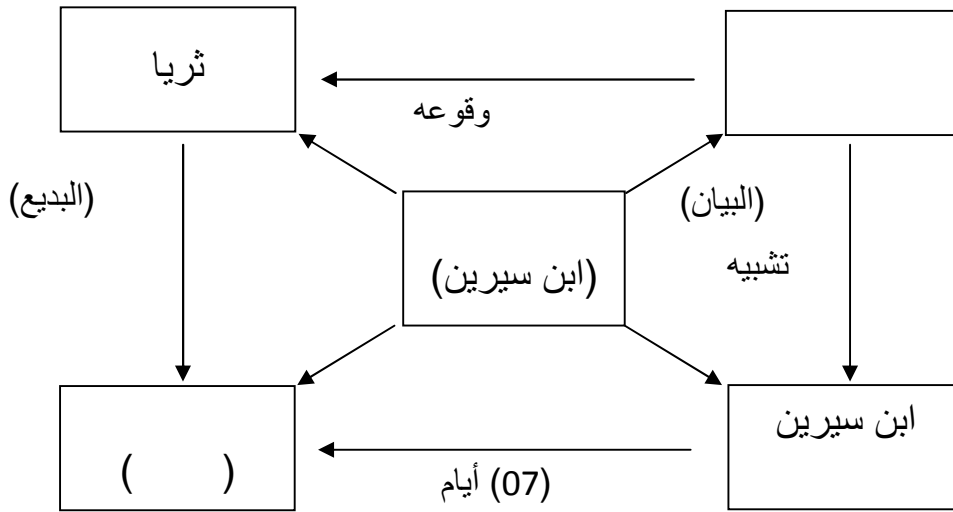 ثريا
وقوعه
(البديع)
(البيان)
تشبيه
(ابن سيرين)
ابن سيرين
( )
(07) أيام